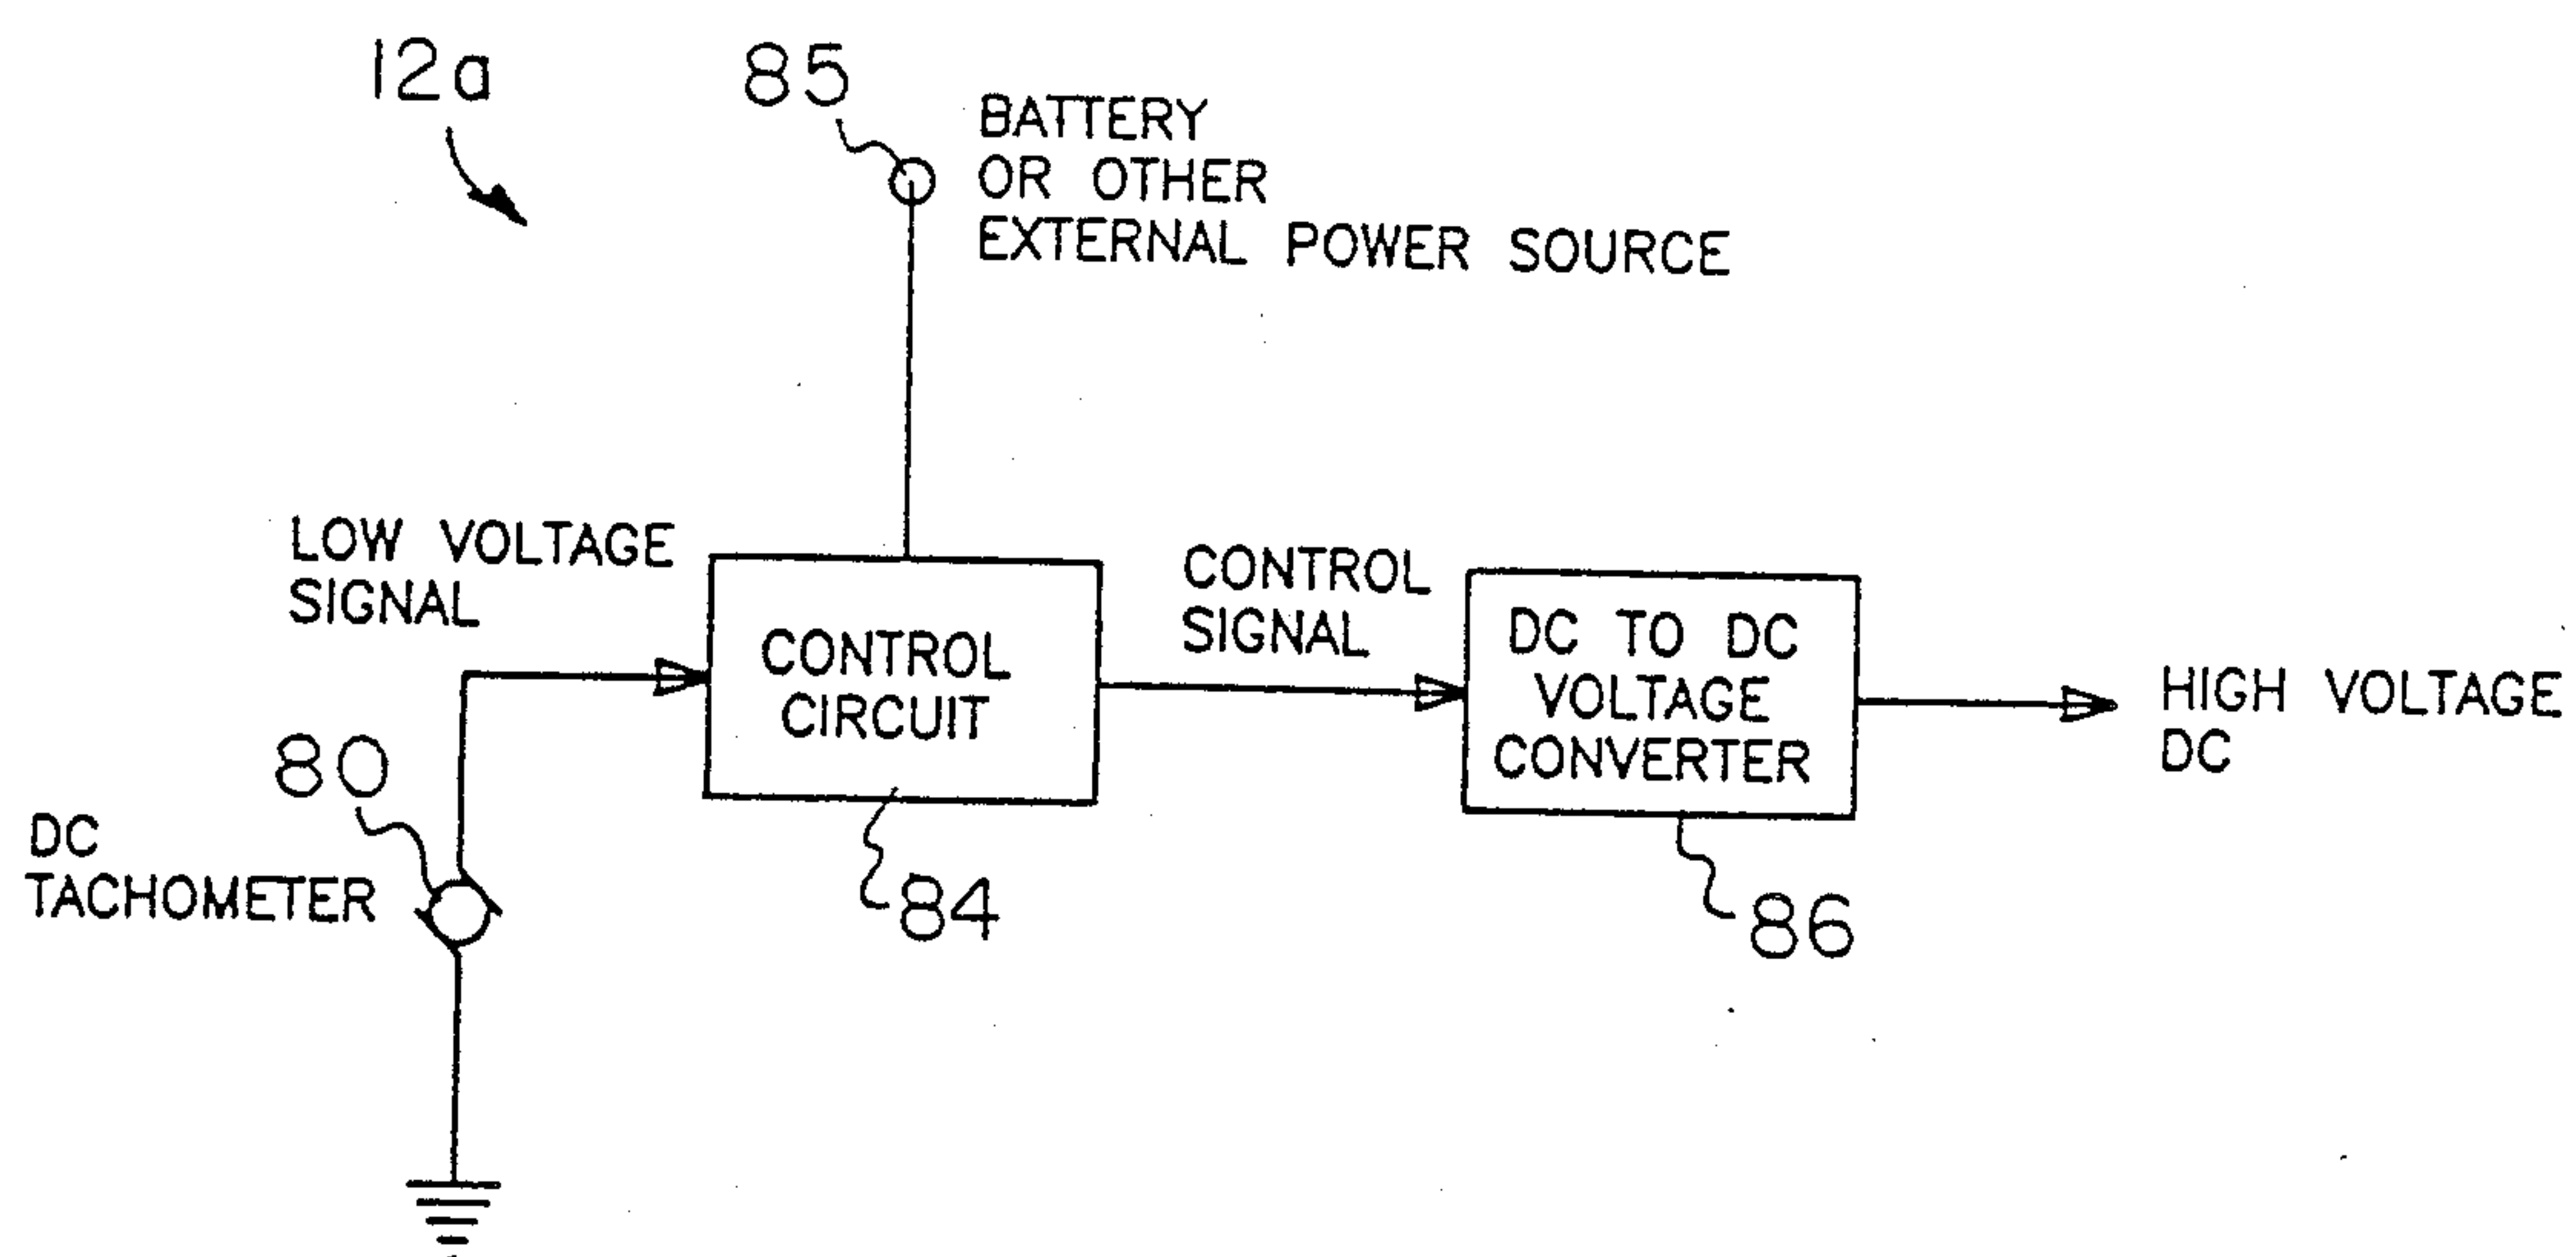 12a
85
BATTERY
OR OTHER
EXTERNAL POWER SOURCE
LOW VOLTAGE
SIGNAL
CONTROL
CIRCUIT
CONTROL
SIGNAL
DC TO DC
VOLTAGE
CONVERTER
HIGH VOLTAGE
DC
80
DC
TACHOMETER
84
86